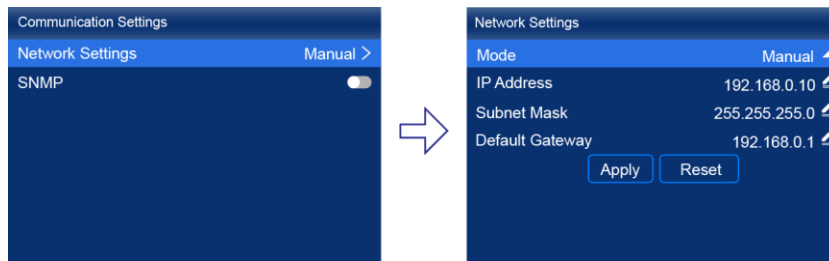 Communication Settings
Network Settings Manual >
SNMP
Network Settings
Mode Manual
IP Address 192.168.0.10
Subnet Mask 255.255.255.0
Default Gateway 192.168.0.1
Apply Reset